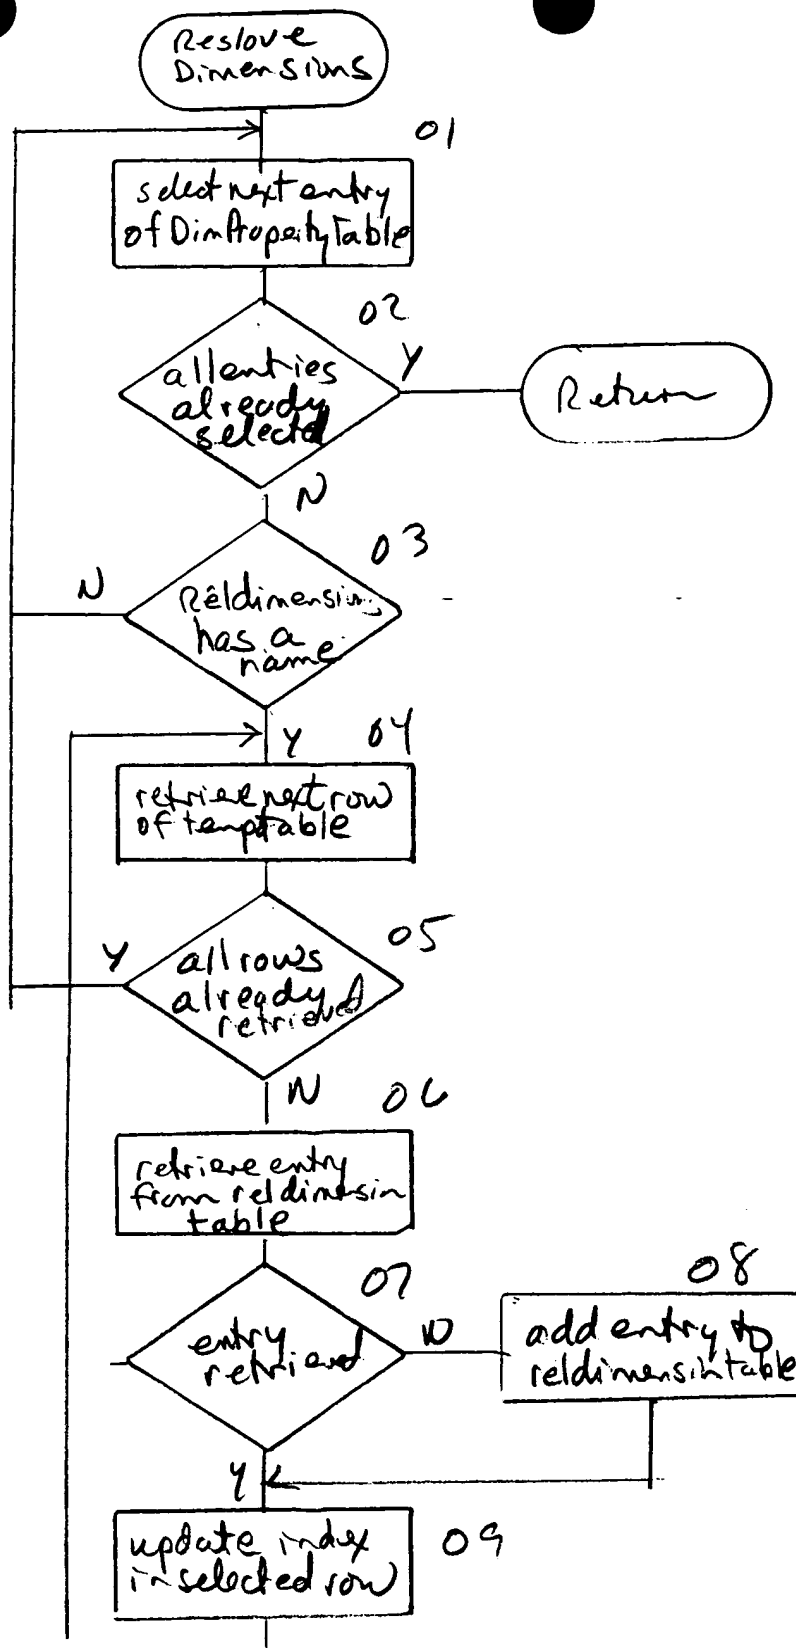 Reslove
Dimensions
01
select next entry
of DimPropertyTable
02
all entries
already
selected
Y
Return
N
03
N
Reldimension
has a
name
Y
04
retrieve next row
of temptable
05
Y
all rows
already
retrieved
N
06
retrieve entry
from reldimensin
table
07
entry
retrieved
N
08
add entry to
reldimensintable
Y
update index
in selected row
09